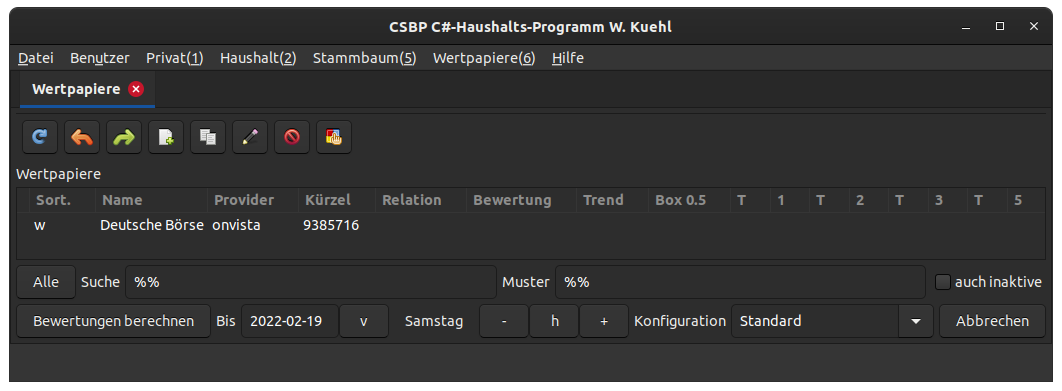 CSBP C#-Haushalts-Programm W. Kuehl
Datei Benutzer Privat(1) Haushalt(2) Stammbaum(5) Wertpapiere(6) Hilfe
Wertpapiere
Wertpapiere
Sort. Name Provider Kürzel Relation Bewertung Trend Box 0.5 T 1 T 2 T 3 T 5
w Deutsche Börse onvista 9385716
Alle Suche %% Muster %% auch inaktive
Bewertungen berechnen Bis 2022-02-19 v Samstag - h + Konfiguration Standard Abbrechen